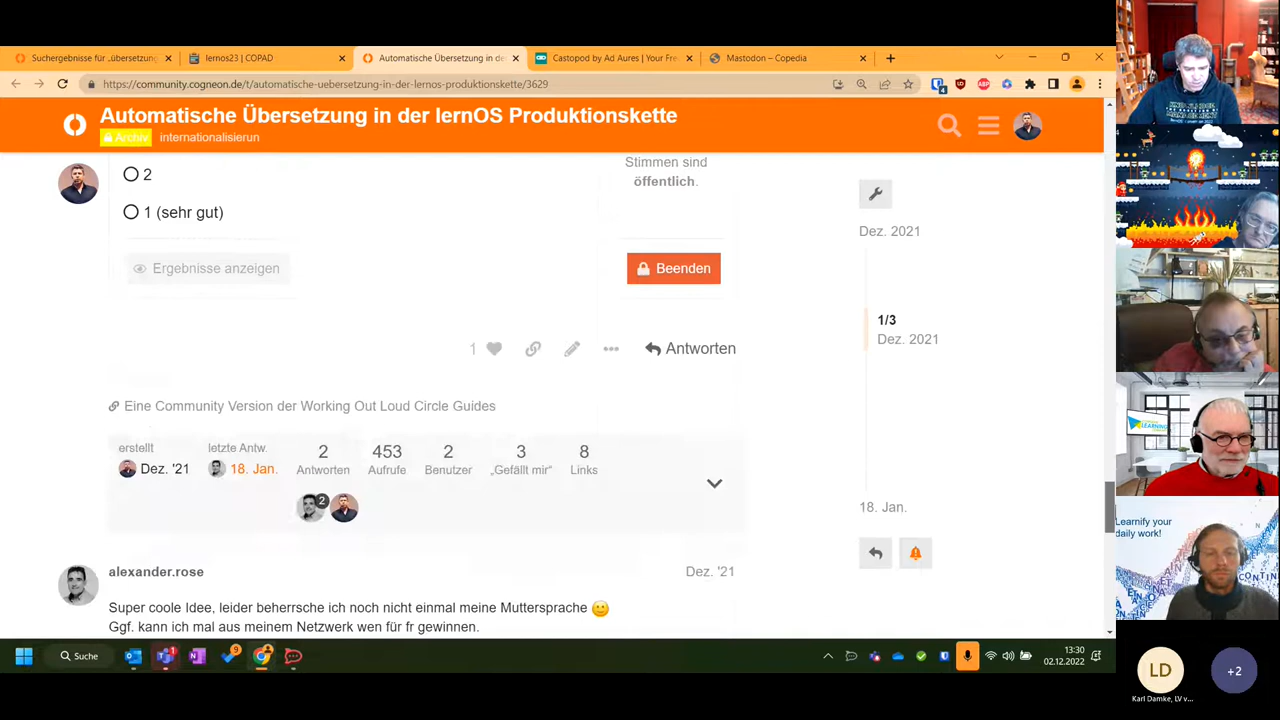 Suchergebnisse für „übersetzung
lernos23 | COPAD
Automatische Übersetzung in de
Castopod by Ad Aures | Your Fre
Mastodon – Copedia
https://community.cogneon.de/t/automatische-uebersetzung-in-der-lernos-produktionskette/3629
Automatische Übersetzung in der lernOS Produktionskette
Archiv internationalisierun
2
1 (sehr gut)
Stimmen sind
öffentlich.
Ergebnisse anzeigen
Beenden
1
Antworten
Eine Community Version der Working Out Loud Circle Guides
erstellt
Dez. '21
letzte Antw.
18. Jan.
2
Antworten
453
Aufrufe
2
Benutzer
3
„Gefällt mir“
8
Links
2
alexander.rose
Dez. '21
Super coole Idee, leider beherrsche ich noch nicht einmal meine Muttersprache
Ggf. kann ich mal aus meinem Netzwerk wen für fr gewinnen.
Dez. 2021
1/3
Dez. 2021
18. Jan.
Suche
13:30
02.12.2022
Learnify your
daily work!
LD
Karl Damke, LV v...
+2